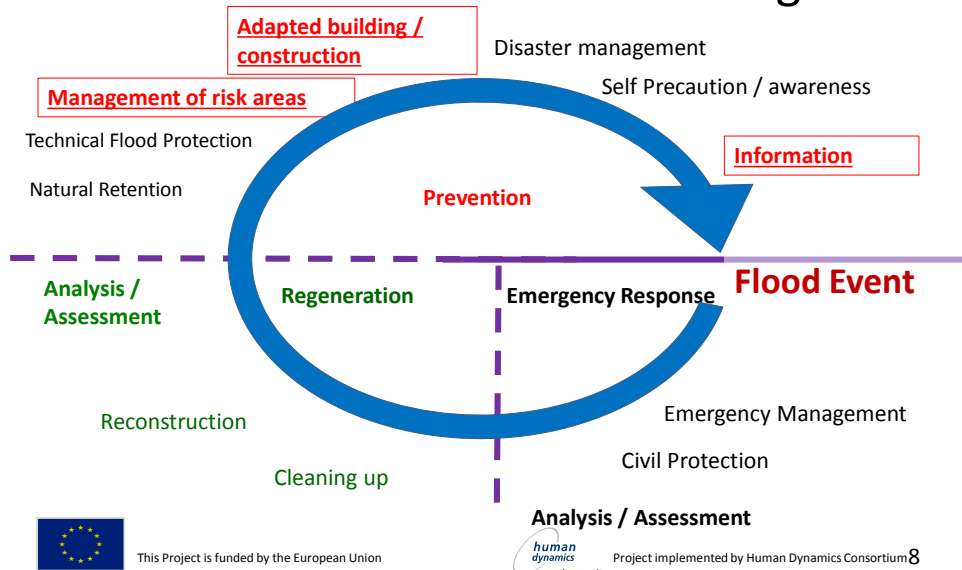 Adapted building /
construction
Disaster management
Self Precaution / awareness
Management of risk areas
Technical Flood Protection
Information
Natural Retention
Prevention
Analysis /
Assessment
Regeneration
Emergency Response
Flood Event
Reconstruction
Emergency Management
Civil Protection
Cleaning up
Analysis / Assessment
This Project is funded by the European Union
human
dynamics
Project implemented by Human Dynamics Consortium
8